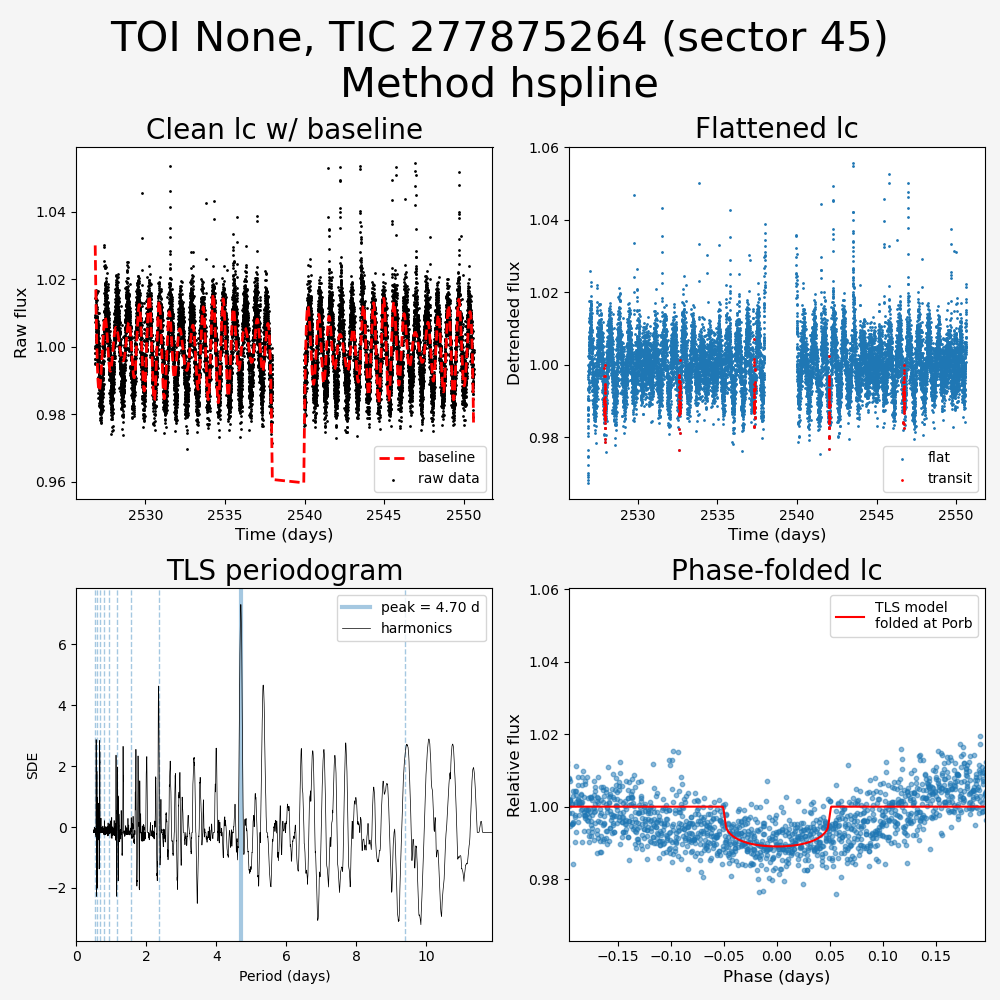 TOI None, TIC 277875264 (sector 45)
Method hspline
Clean lc w/ baseline
Raw flux
1.04
1.02
1.00
0.98
0.96
baseline
raw data
2530
2535
2540
2545
2550
Time (days)
Flattened lc
Detrended flux
1.06
1.04
1.02
1.00
0.98
flat
transit
2530
2535
2540
2545
2550
Time (days)
TLS periodogram
SDE
6
4
2
0
−2
peak = 4.70 d
harmonics
0
2
4
6
8
10
Period (days)
Phase-folded lc
Relative flux
1.06
1.04
1.02
1.00
0.98
TLS model
folded at Porb
−0.15
−0.10
−0.05
0.00
0.05
0.10
0.15
Phase (days)